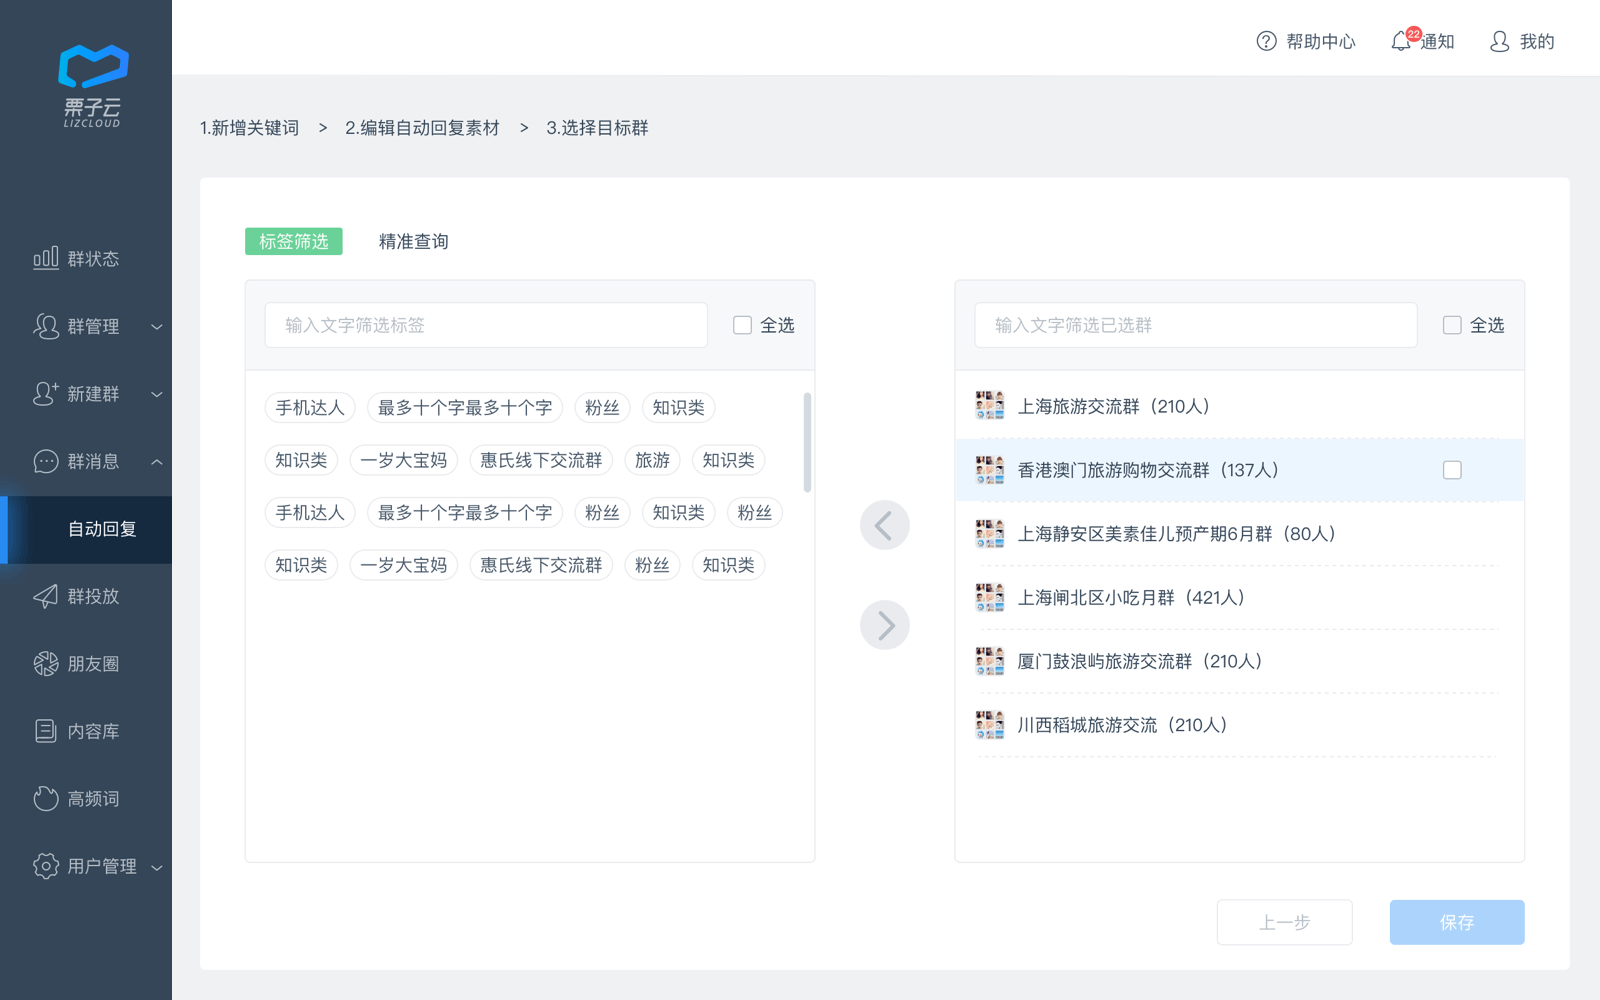 帮助中心 22 通知 我的
栗子云
LIZCLOUD
1.新增关键词 > 2.编辑自动回复素材 > 3.选择目标群
群状态
群管理
新建群
群消息
自动回复
群投放
朋友圈
内容库
高频词
用户管理
标签筛选 精准查询
输入文字筛选标签 全选
手机达人 最多十个字最多十个字 粉丝 知识类
知识类 一岁大宝妈 惠氏线下交流群 旅游 知识类
手机达人 最多十个字最多十个字 粉丝 知识类 粉丝
知识类 一岁大宝妈 惠氏线下交流群 粉丝 知识类
输入文字筛选已选群 全选
上海旅游交流群（210人）
香港澳门旅游购物交流群（137人）
上海静安区美素佳儿预产期6月群（80人）
上海闸北区小吃月群（421人）
厦门鼓浪屿旅游交流群（210人）
川西稻城旅游交流（210人）
上一步 保存